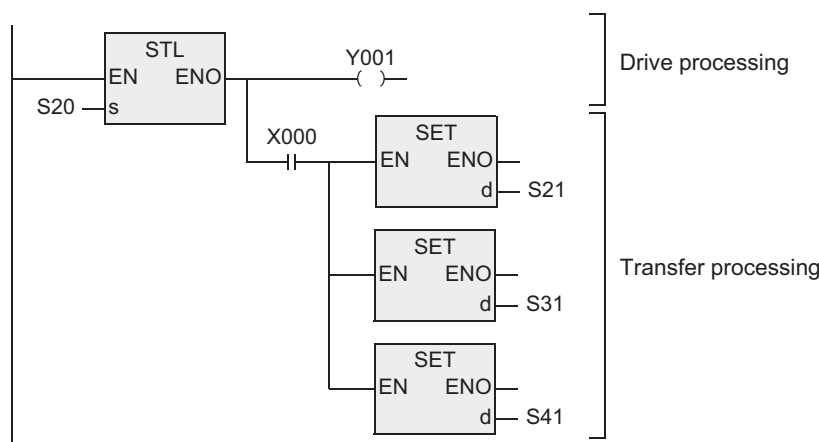 STL
EN ENO
S20 s
Y001
Drive processing
X000
SET
EN ENO
d S21
SET
EN ENO
d S31
Transfer processing
SET
EN ENO
d S41